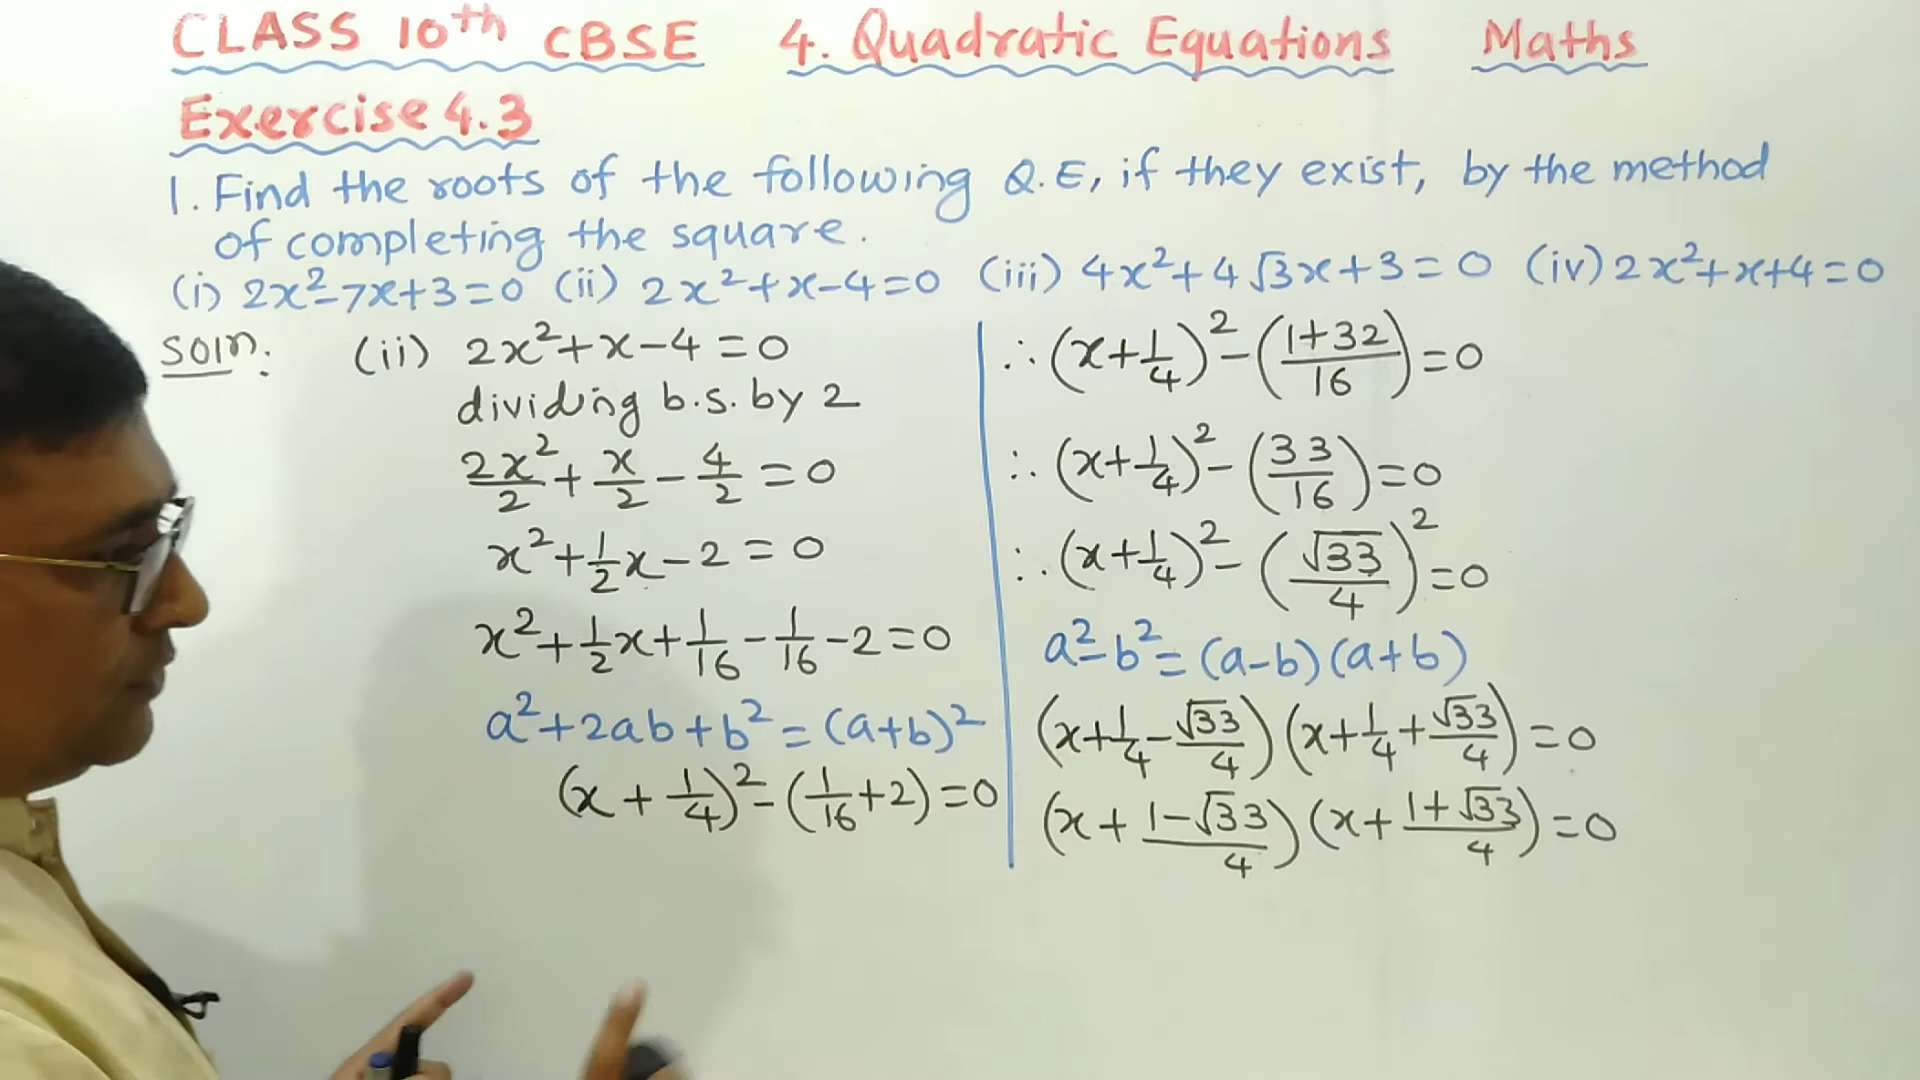 CLASS 10th CBSE 4. Quadratic Equations Maths
Exercise 4.3
1. Find the roots of the following Q.E, if they exist, by the method
of completing the square.
(i) 2x²-7x+3=0 (ii) 2x²+x-4=0 (iii) 4x²+4√3x+3=0 (iv) 2x²+x+4=0
Soln: (ii) 2x²+x-4=0
dividing b.s. by 2
2x²/2 + x/2 - 4/2 = 0
x²+1/2x-2=0
x²+1/2x+1/16-1/16-2=0
a²+2ab+b²=(a+b)²
(x+1/4)²-(1/16+2)=0
∴ (x+1/4)²-((1+32)/16)=0
∴ (x+1/4)²-(33/16)=0
∴ (x+1/4)²-(√33/4)²=0
a²-b²=(a-b)(a+b)
(x+1/4-√33/4)(x+1/4+√33/4)=0
(x+(1-√33)/4)(x+(1+√33)/4)=0